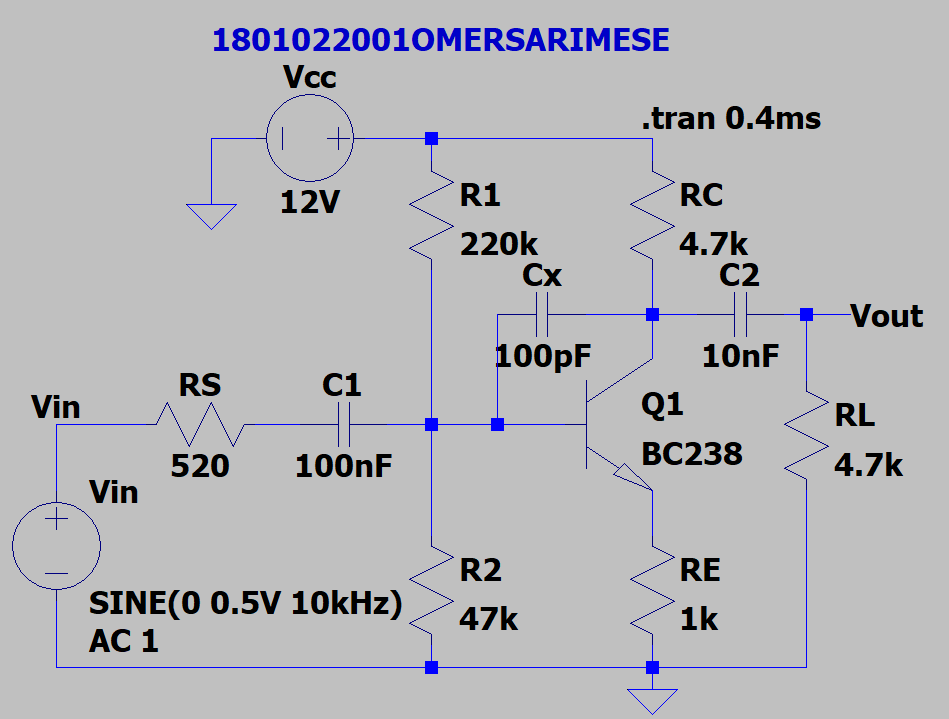 1801022001OMERSARIMESE
Vcc
12V
.tran 0.4ms
R1
220k
RC
4.7k
Cx
100pF
C2
10nF
Vout
Vin
RS
520
C1
100nF
Q1
BC238
RL
4.7k
Vin
SINE(0 0.5V 10kHz)
AC 1
R2
47k
RE
1k